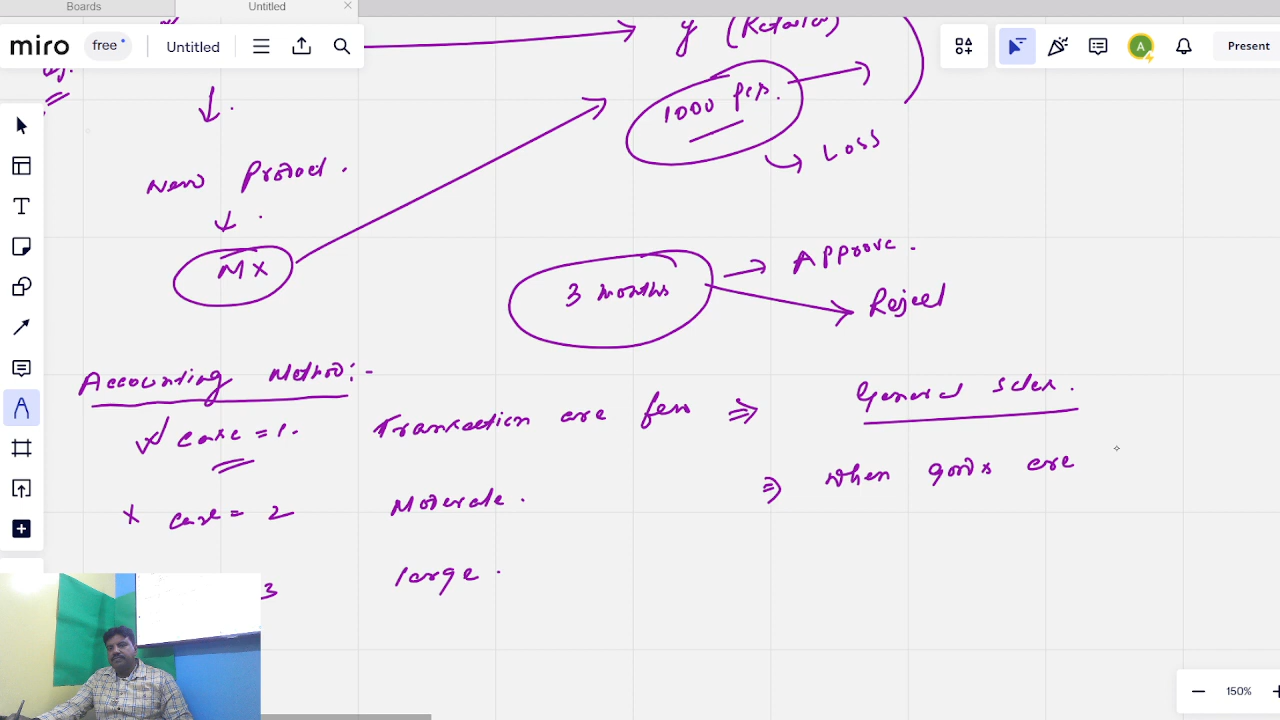 Boards
Untitled
miro
free
Untitled
Present
y (Retailer)
1000 pcs.
Loss
New Product.
MX
3 months
Approve.
Reject
Accounting Method:-
case = 1.
Transaction are few ⇒
General sales.
⇒ when goods are
x case = 2
Moderate.
3
large.
150%